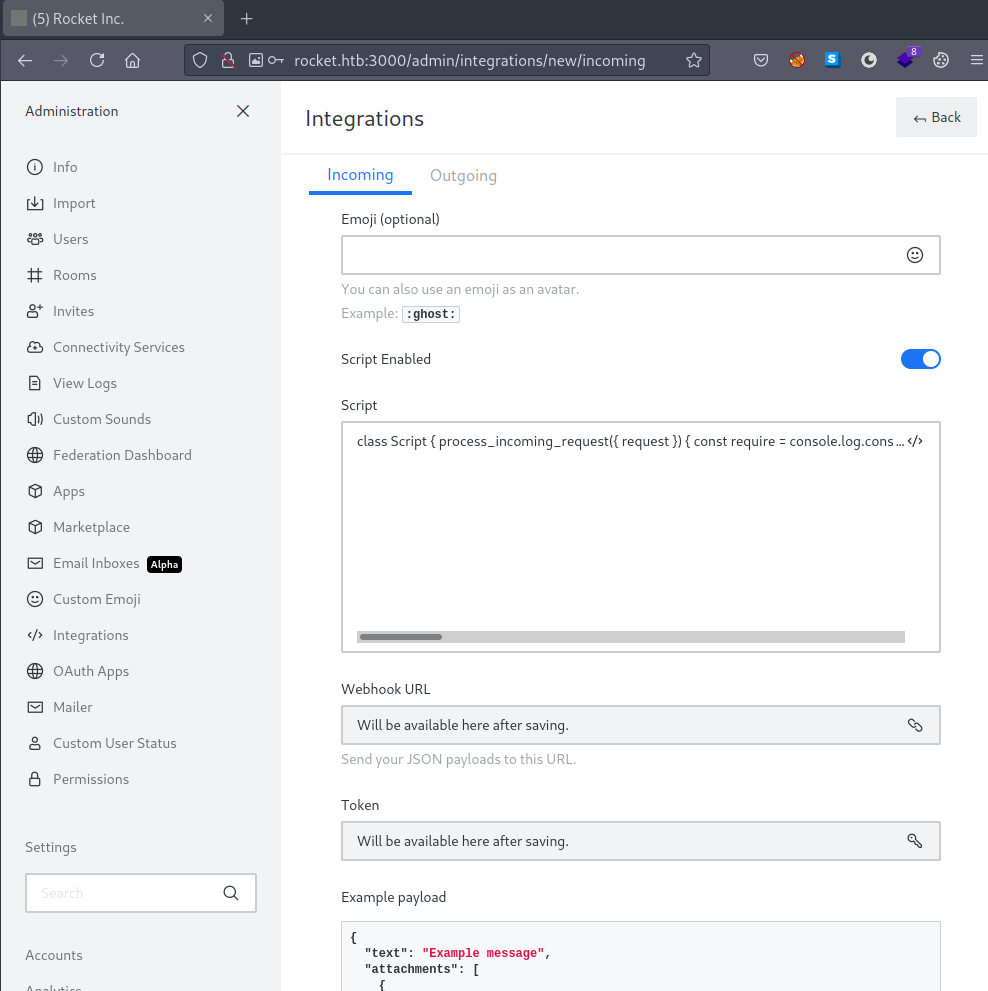 (5) Rocket Inc.
rocket.htb:3000/admin/integrations/new/incoming
8
Administration
Info
Import
Users
Rooms
Invites
Connectivity Services
View Logs
Custom Sounds
Federation Dashboard
Apps
Marketplace
Email Inboxes Alpha
Custom Emoji
Integrations
OAuth Apps
Mailer
Custom User Status
Permissions
Settings
Search
Accounts
Analytics
Integrations
Back
Incoming Outgoing
Emoji (optional)
You can also use an emoji as an avatar.
Example: :ghost:
Script Enabled
Script
class Script { process_incoming_request({ request }) { const require = console.log.cons ...
Webhook URL
Will be available here after saving.
Send your JSON payloads to this URL.
Token
Will be available here after saving.
Example payload
{
"text": "Example message",
"attachments": [
{